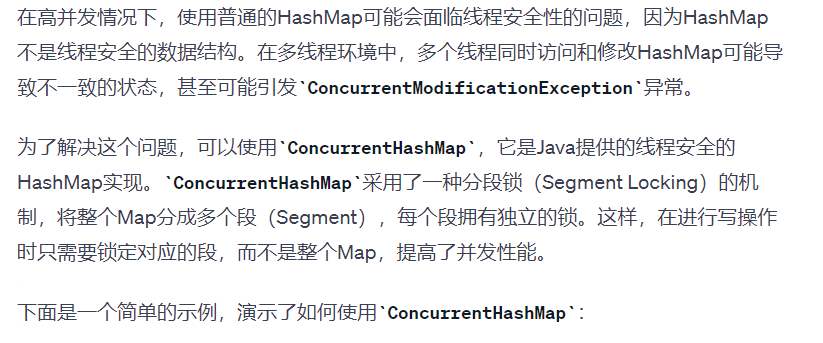 在高并发情况下，使用普通的HashMap可能会面临线程安全性的问题，因为HashMap
不是线程安全的数据结构。在多线程环境中，多个线程同时访问和修改HashMap可能导
致不一致的状态，甚至可能引发`ConcurrentModificationException`异常。
为了解决这个问题，可以使用`ConcurrentHashMap`，它是Java提供的线程安全的
HashMap实现。`ConcurrentHashMap`采用了一种分段锁（Segment Locking）的机
制，将整个Map分成多个段（Segment），每个段拥有独立的锁。这样，在进行写操作
时只需要锁定对应的段，而不是整个Map，提高了并发性能。
下面是一个简单的示例，演示了如何使用`ConcurrentHashMap`：